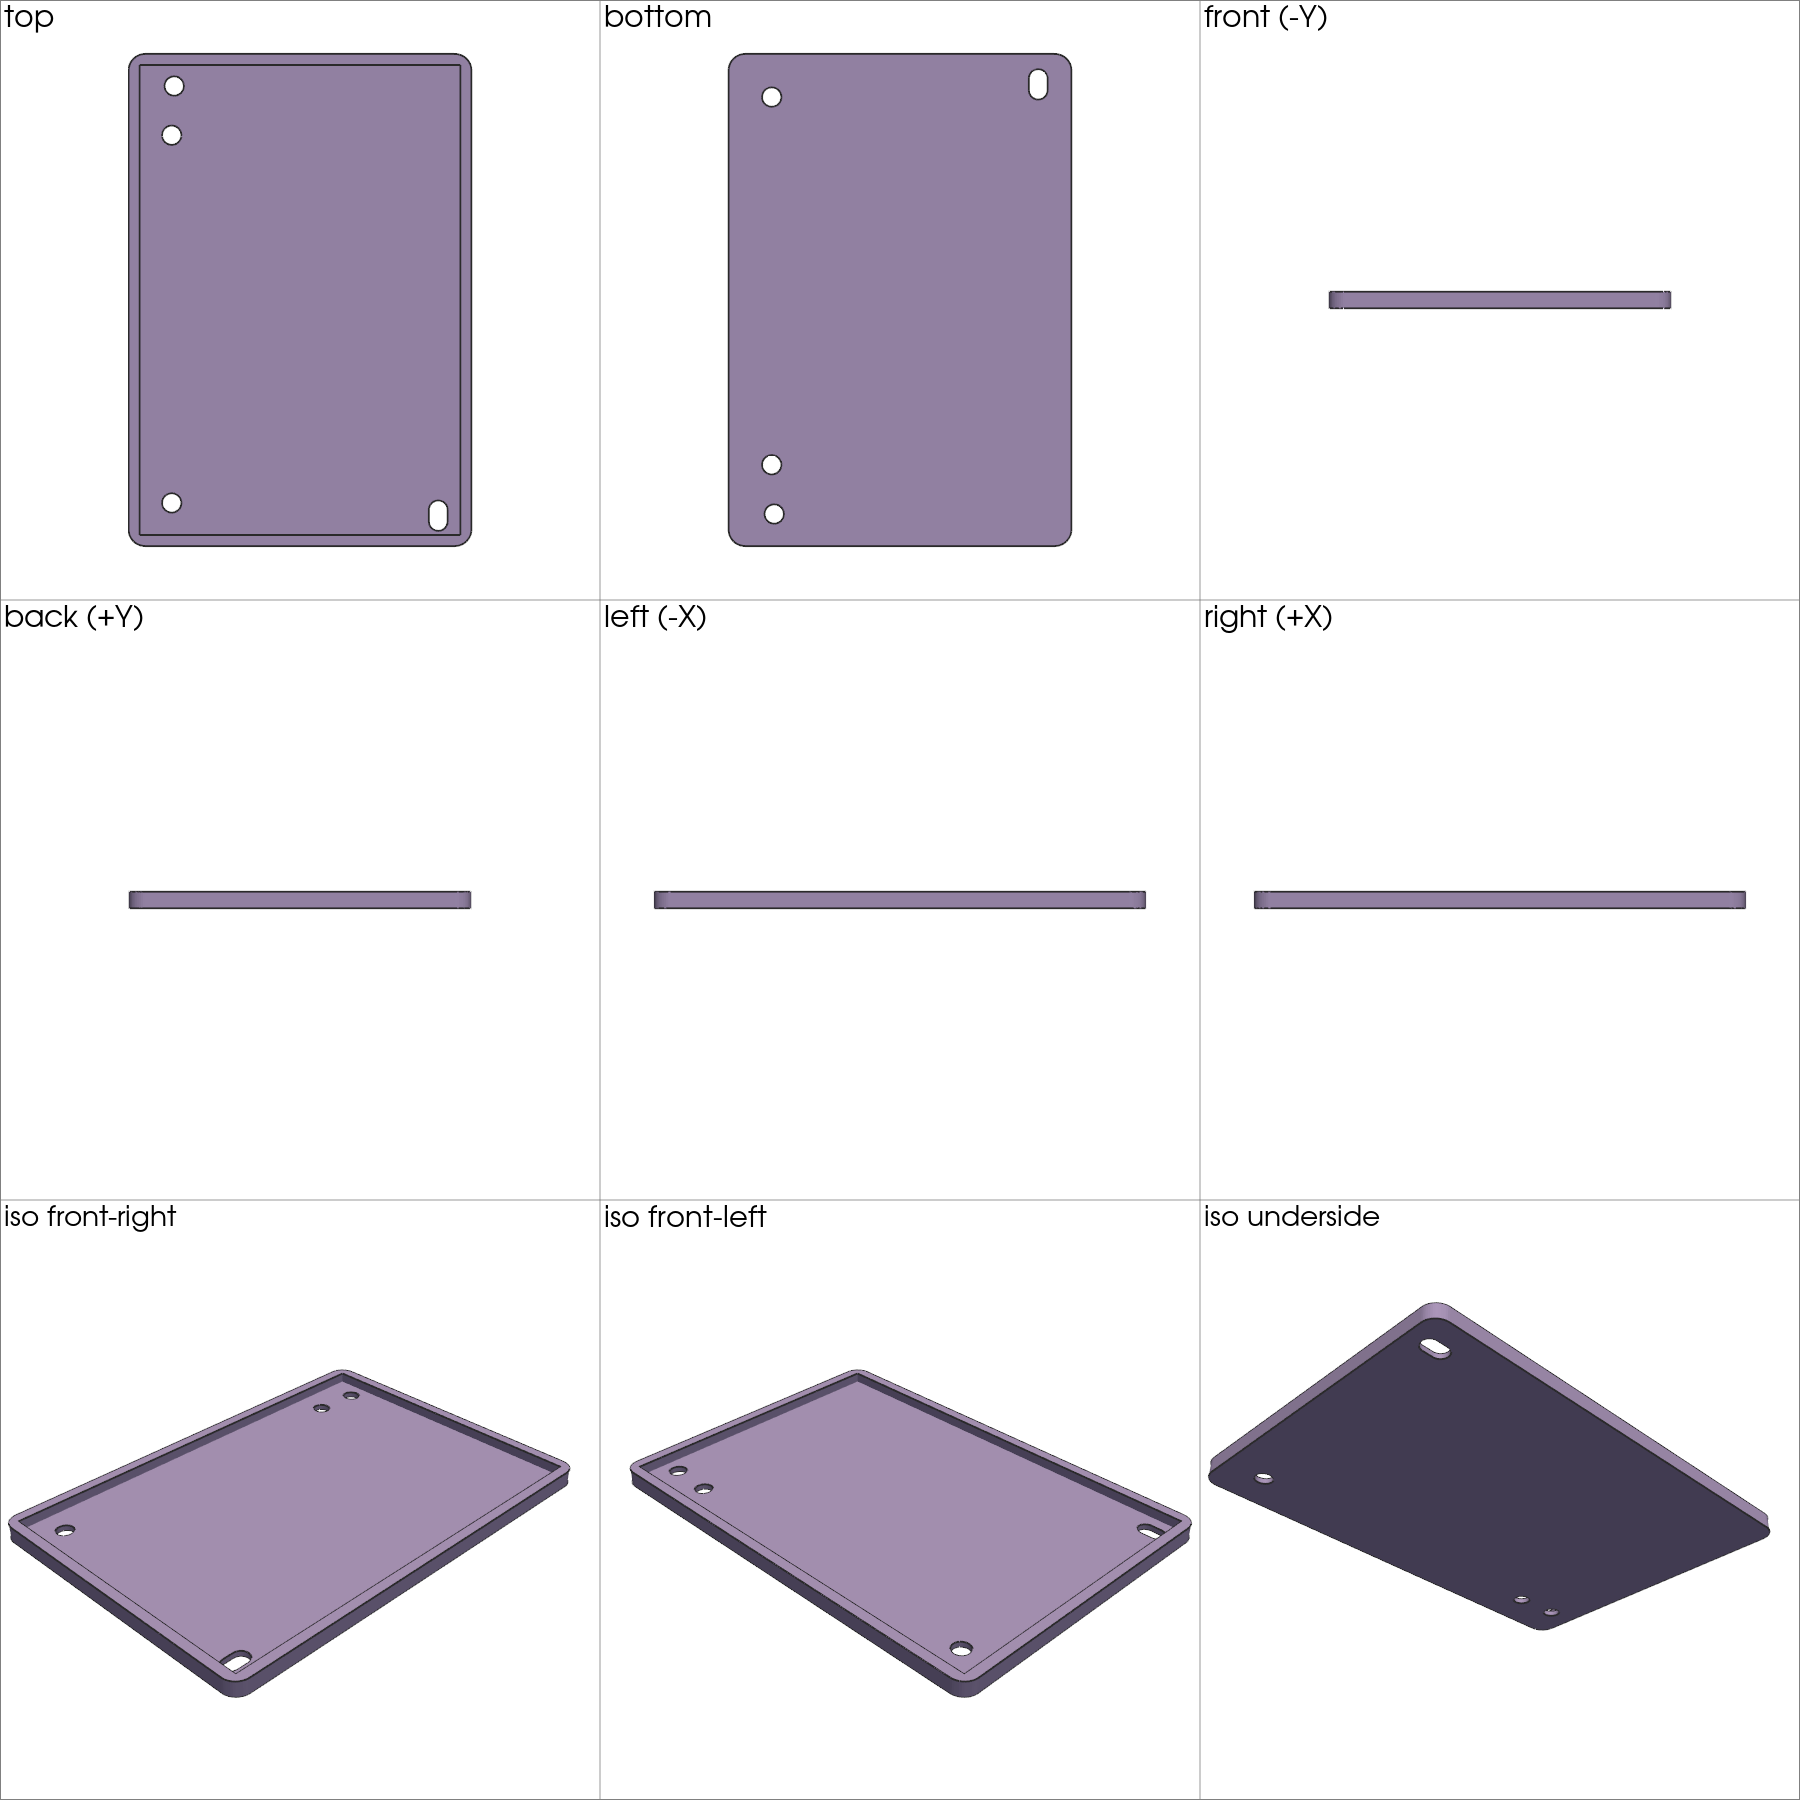 top
bottom
front (-Y)
back (+Y)
left (-X)
right (+X)
iso front-right
iso front-left
iso underside